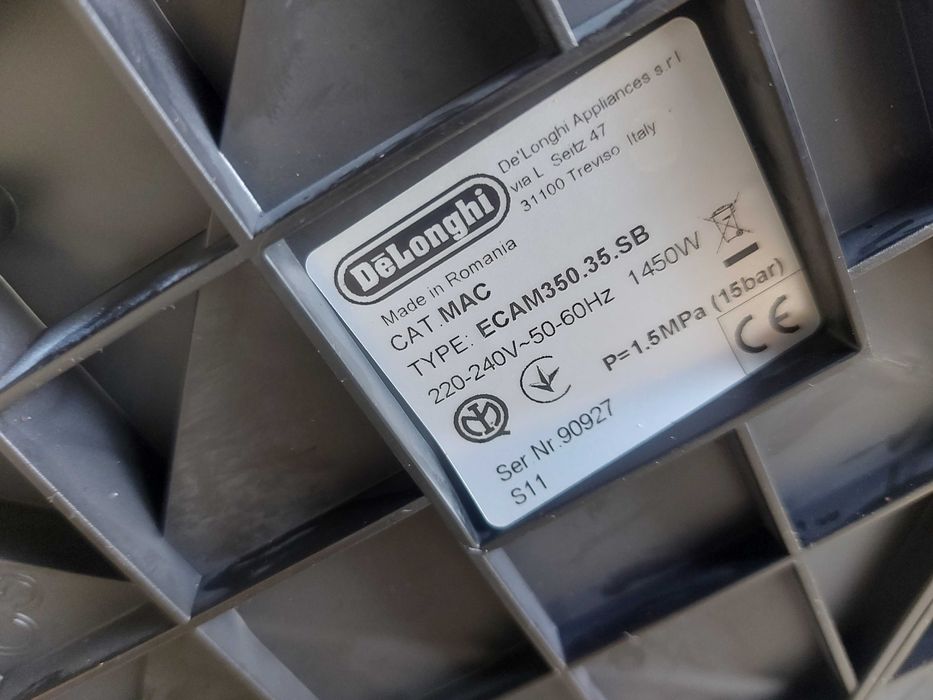 DeLonghi
De'Longhi Appliances s.r.l
via L. Seitz 47
31100 Treviso Italy
Made in Romania
CAT.MAC
TYPE: ECAM350.35.SB
220-240V~50-60Hz 1450W
P=1.5MPa (15bar)
CE
Ser Nr.90927
S11